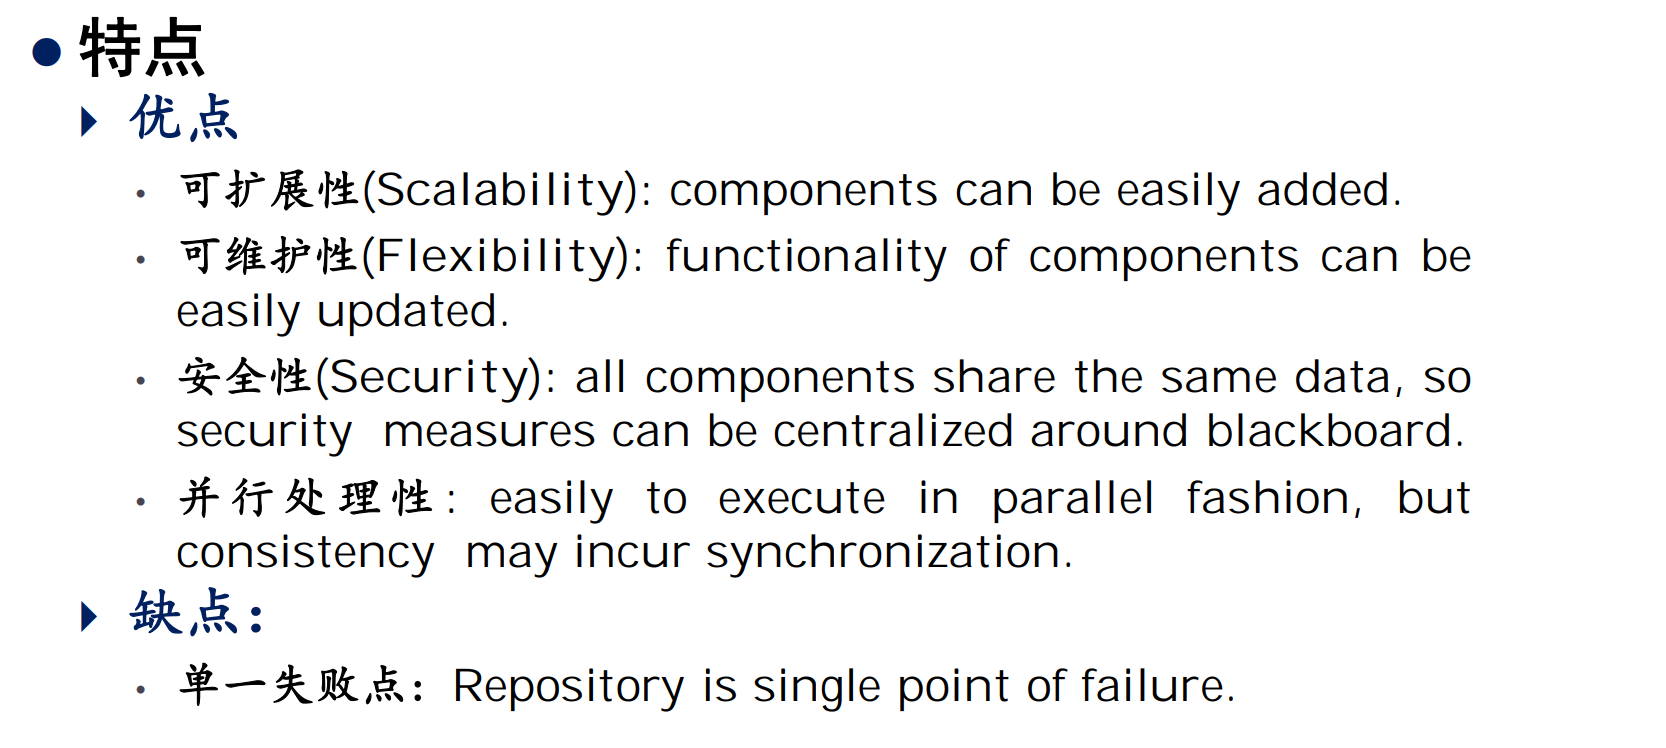 特点
优点
可扩展性(Scalability): components can be easily added.
可维护性(Flexibility): functionality of components can be
easily updated.
安全性(Security): all components share the same data, so
security measures can be centralized around blackboard.
并行处理性: easily to execute in parallel fashion, but
consistency may incur synchronization.
缺点：
单一失败点：Repository is single point of failure.